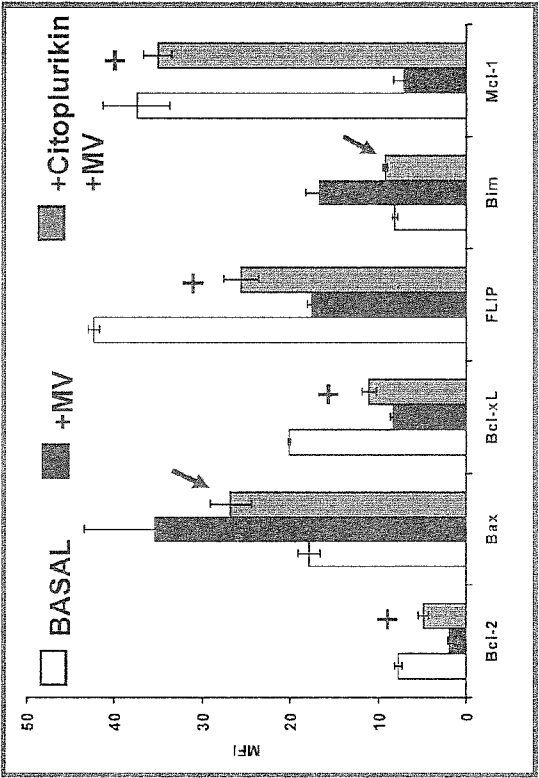 BASAL
+MV
+Citoplurikin
+MV
50
40
30
20
10
0
MFI
+
+
+
+
Bcl-2
Bax
Bcl-xL
FLIP
Bim
Mcl-1